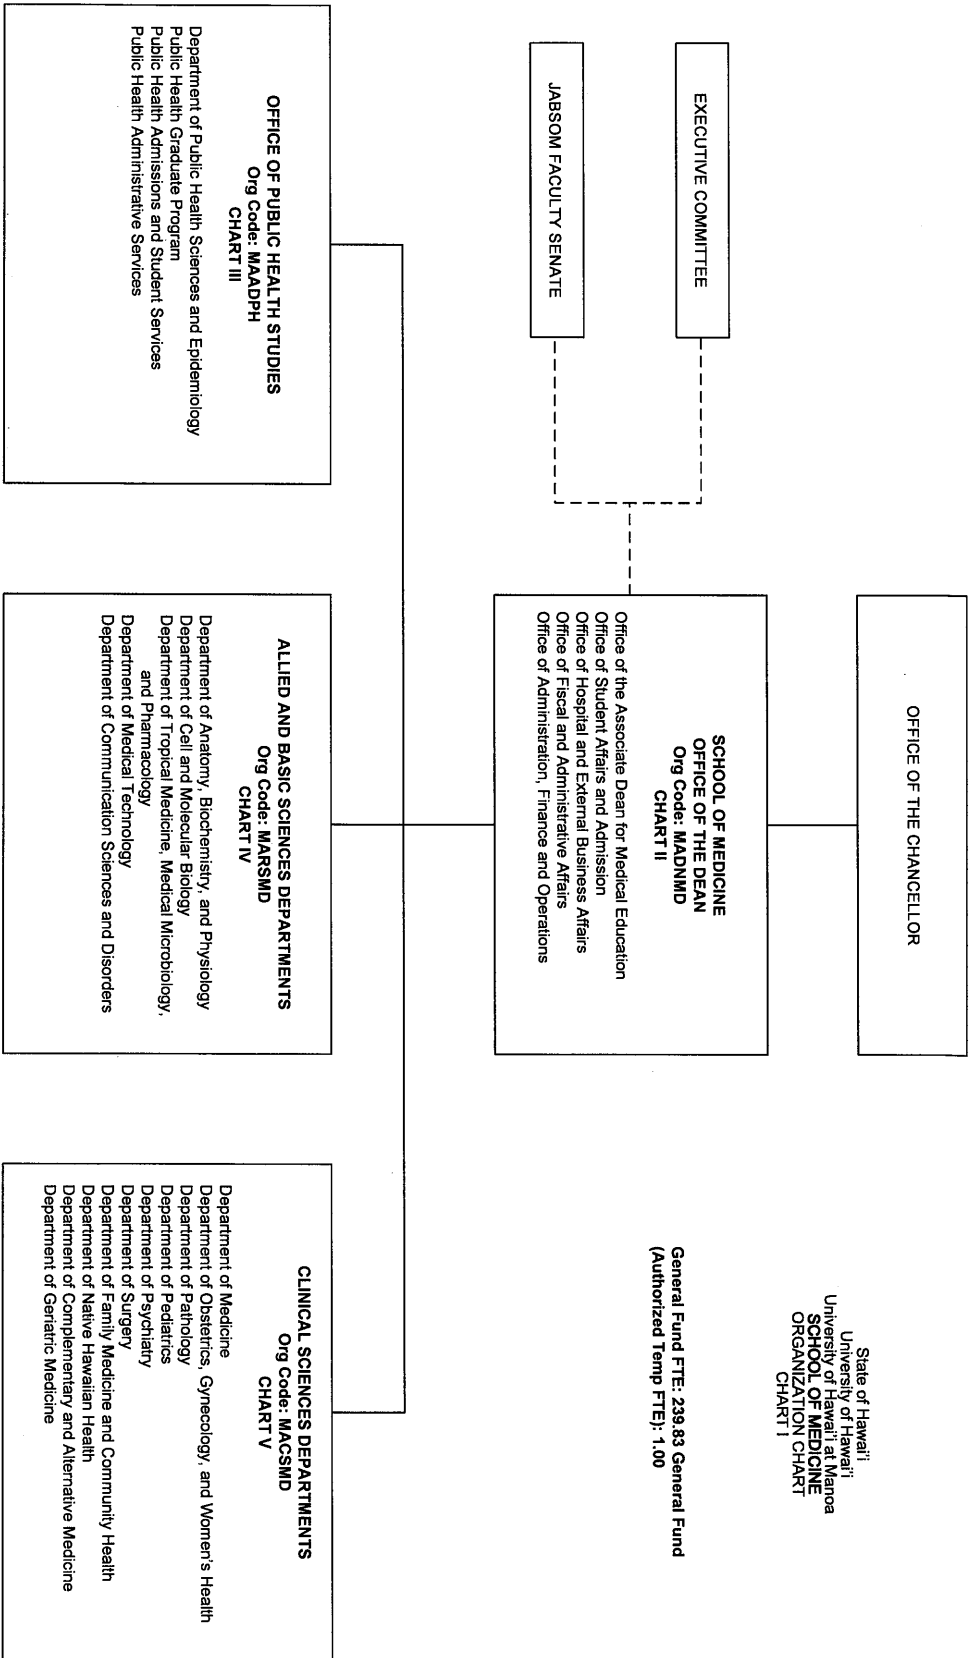 State of Hawai'i
University of Hawai'i
University of Hawai'i at Manoa
SCHOOL OF MEDICINE
ORGANIZATION CHART
CHART I
OFFICE OF THE CHANCELLOR
General Fund FTE: 239.83 General Fund
(Authorized Temp FTE): 1.00
EXECUTIVE COMMITTEE
JABSOM FACULTY SENATE
SCHOOL OF MEDICINE
OFFICE OF THE DEAN
Org Code: MADNMD
CHART II
Office of the Associate Dean for Medical Education
Office of Student Affairs and Admission
Office of Hospital and External Business Affairs
Office of Fiscal and Administrative Affairs
Office of Administration, Finance and Operations
OFFICE OF PUBLIC HEALTH STUDIES
Org Code: MAADPH
CHART III
Department of Public Health Sciences and Epidemiology
Public Health Graduate Program
Public Health Admissions and Student Services
Public Health Administrative Services
ALLIED AND BASIC SCIENCES DEPARTMENTS
Org Code: MARSMD
CHART IV
Department of Anatomy, Biochemistry, and Physiology
Department of Cell and Molecular Biology
Department of Tropical Medicine, Medical Microbiology,
and Pharmacology
Department of Medical Technology
Department of Communication Sciences and Disorders
CLINICAL SCIENCES DEPARTMENTS
Org Code: MACSMD
CHART V
Department of Medicine
Department of Obstetrics, Gynecology, and Women's Health
Department of Pathology
Department of Pediatrics
Department of Psychiatry
Department of Surgery
Department of Family Medicine and Community Health
Department of Native Hawaiian Health
Department of Complementary and Alternative Medicine
Department of Geriatric Medicine